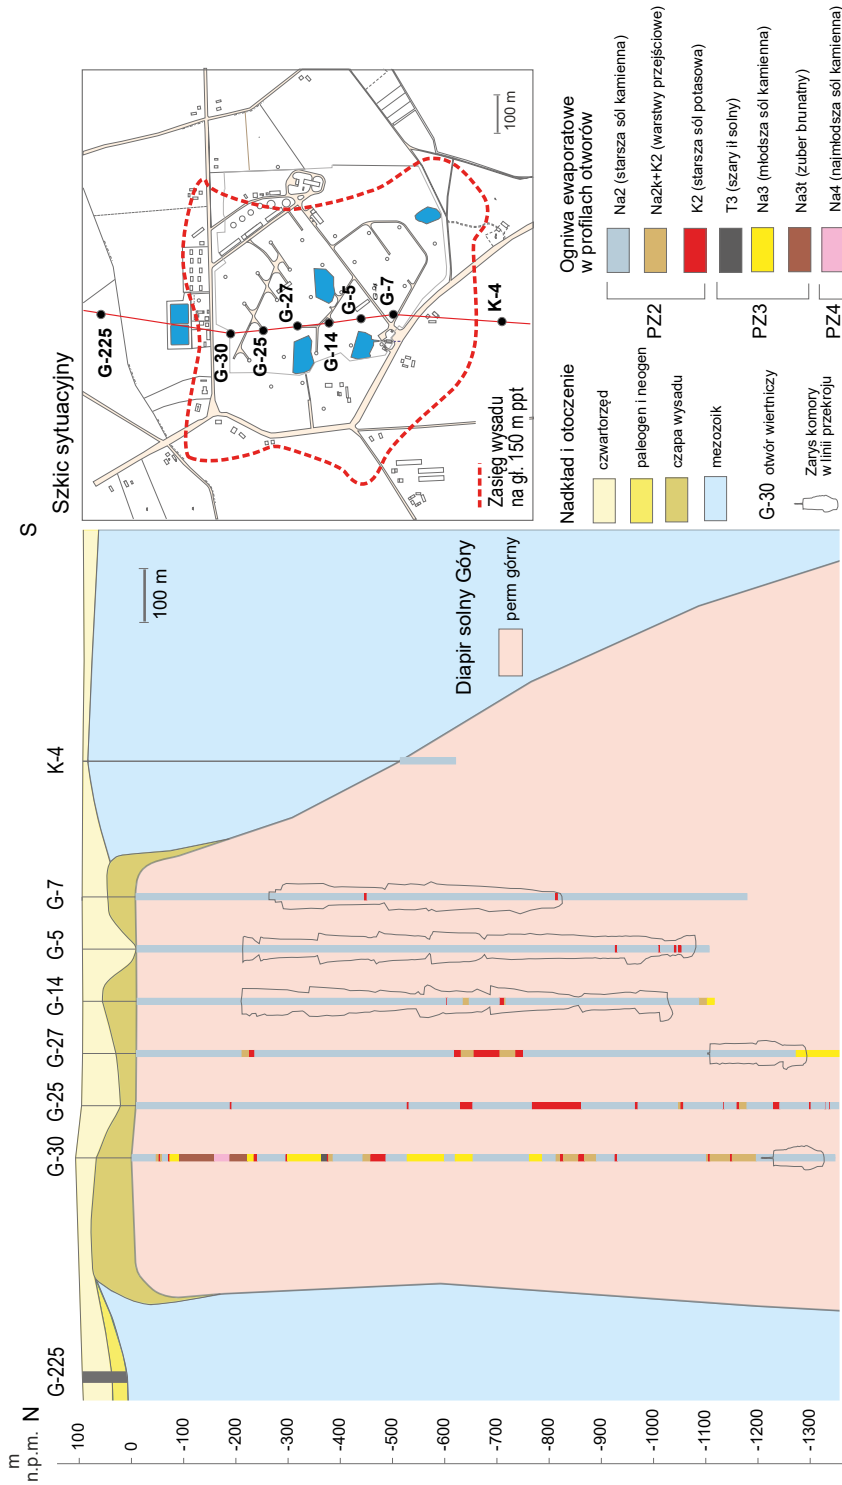 m
n.p.m.
N
S
G-225
G-30
G-25
G-27
G-14
G-5
G-7
K-4
100
0
-100
-200
-300
-400
-500
-600
-700
-800
-900
-1000
-1100
-1200
-1300
100 m
Diapir solny Góry
perm górny
Szkic sytuacyjny
G-225
G-30
G-25
G-27
G-14
G-5
G-7
K-4
100 m
Zasięg wysadu
na gł. 150 m ppt
Nadkład i otoczenie
czwartorzęd
paleogen i neogen
czapa wysadu
mezozoik
G-30 otwór wiertniczy
Zarys komory
w linii przekroju
Ogniwa ewaporatowe
w profilach otworów
PZ2
Na2 (starsza sól kamienna)
Na2k+K2 (warstwy przejściowe)
K2 (starsza sól potasowa)
PZ3
T3 (szary ił solny)
Na3 (młodsza sól kamienna)
Na3t (zuber brunatny)
PZ4
Na4 (najmłodsza sól kamienna)